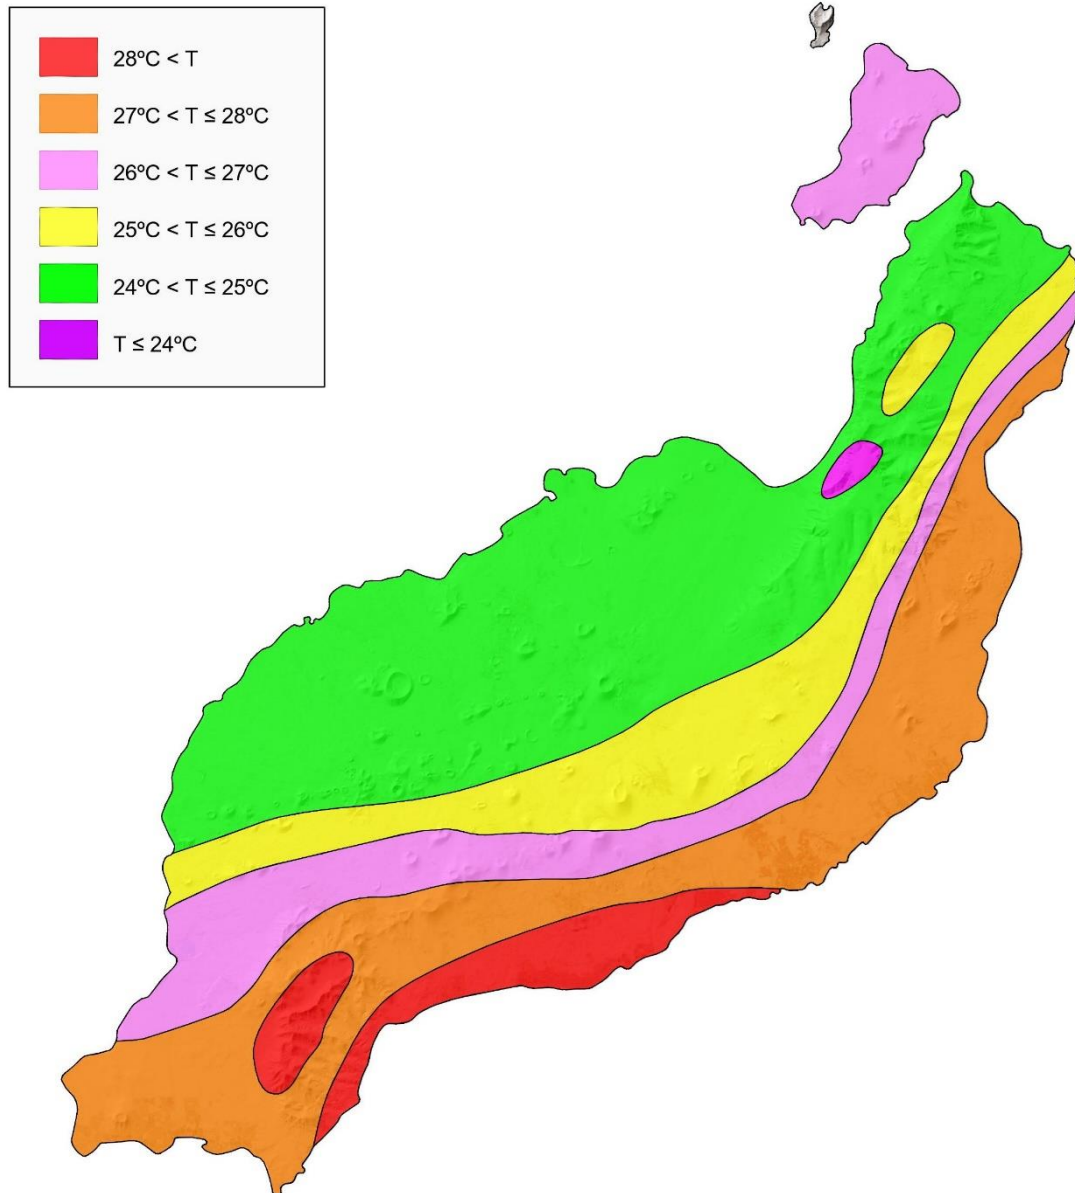 28ºC < T
27ºC < T ≤ 28ºC
26ºC < T ≤ 27ºC
25ºC < T ≤ 26ºC
24ºC < T ≤ 25ºC
T ≤ 24ºC